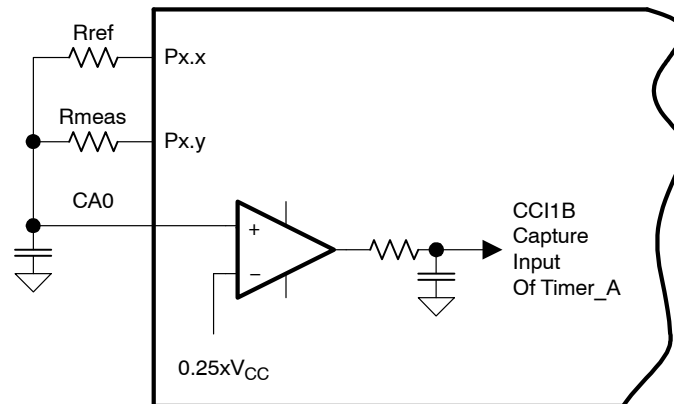 Rref
Px.x
Rmeas
Px.y
CA0
+
−
CCI1B
Capture
Input
Of Timer_A
0.25xVCC